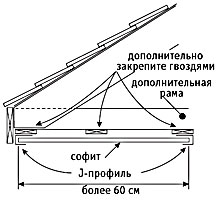 дополнительно
закрепите гвоздями
дополнительная
рама
софит
J-профиль
более 60 см